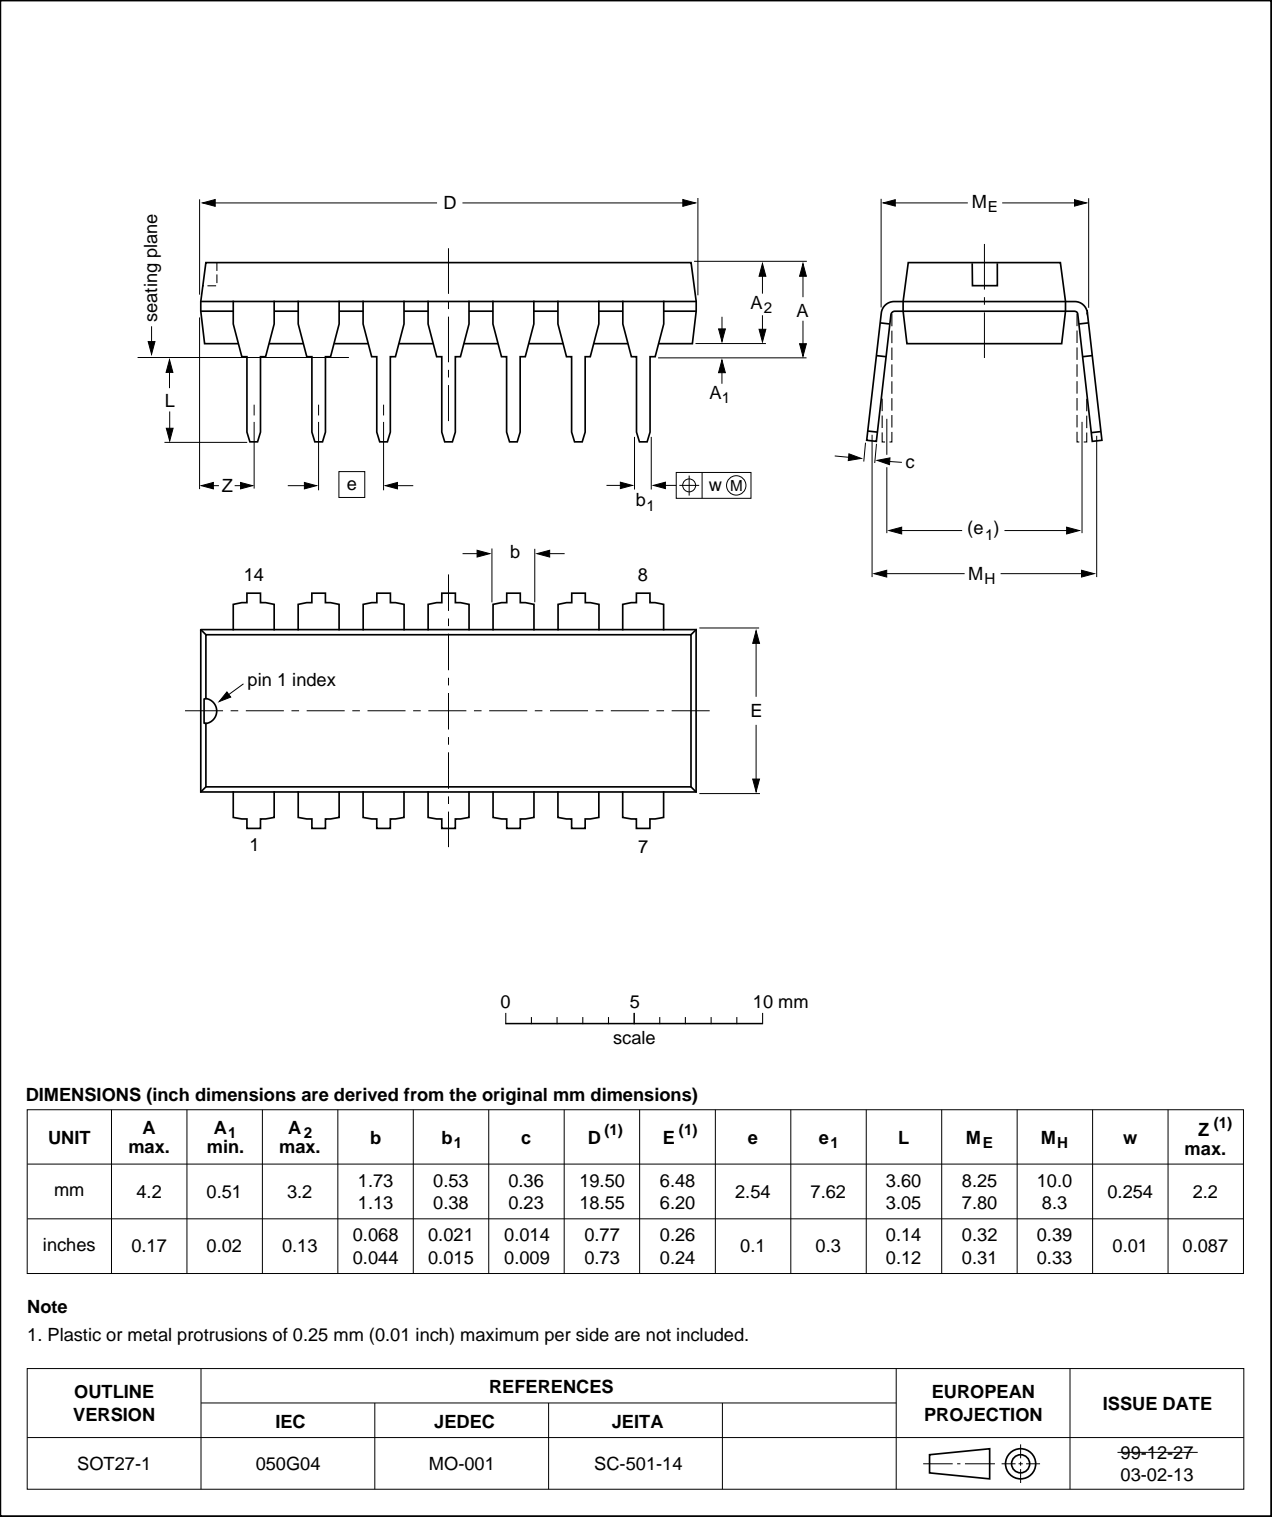 D
ME
seating plane
A2
A
A1
L
c
Z
e
b1
w M
(e1)
MH
b
14
8
pin 1 index
E
1
7
0
5
10 mm
scale
DIMENSIONS (inch dimensions are derived from the original mm dimensions)
UNIT A max. A1 min. A2 max. b b1 c D(1) E(1) e e1 L ME MH w Z(1) max.
mm 4.2 0.51 3.2 1.73 1.13 0.53 0.38 0.36 0.23 19.50 18.55 6.48 6.20 2.54 7.62 3.60 3.05 8.25 7.80 10.0 8.3 0.254 2.2
inches 0.17 0.02 0.13 0.068 0.044 0.021 0.015 0.014 0.009 0.77 0.73 0.26 0.24 0.1 0.3 0.14 0.12 0.32 0.31 0.39 0.33 0.01 0.087
Note
1. Plastic or metal protrusions of 0.25 mm (0.01 inch) maximum per side are not included.
OUTLINE VERSION REFERENCES EUROPEAN PROJECTION ISSUE DATE
IEC JEDEC JEITA
SOT27-1 050G04 MO-001 SC-501-14 99-12-27
03-02-13